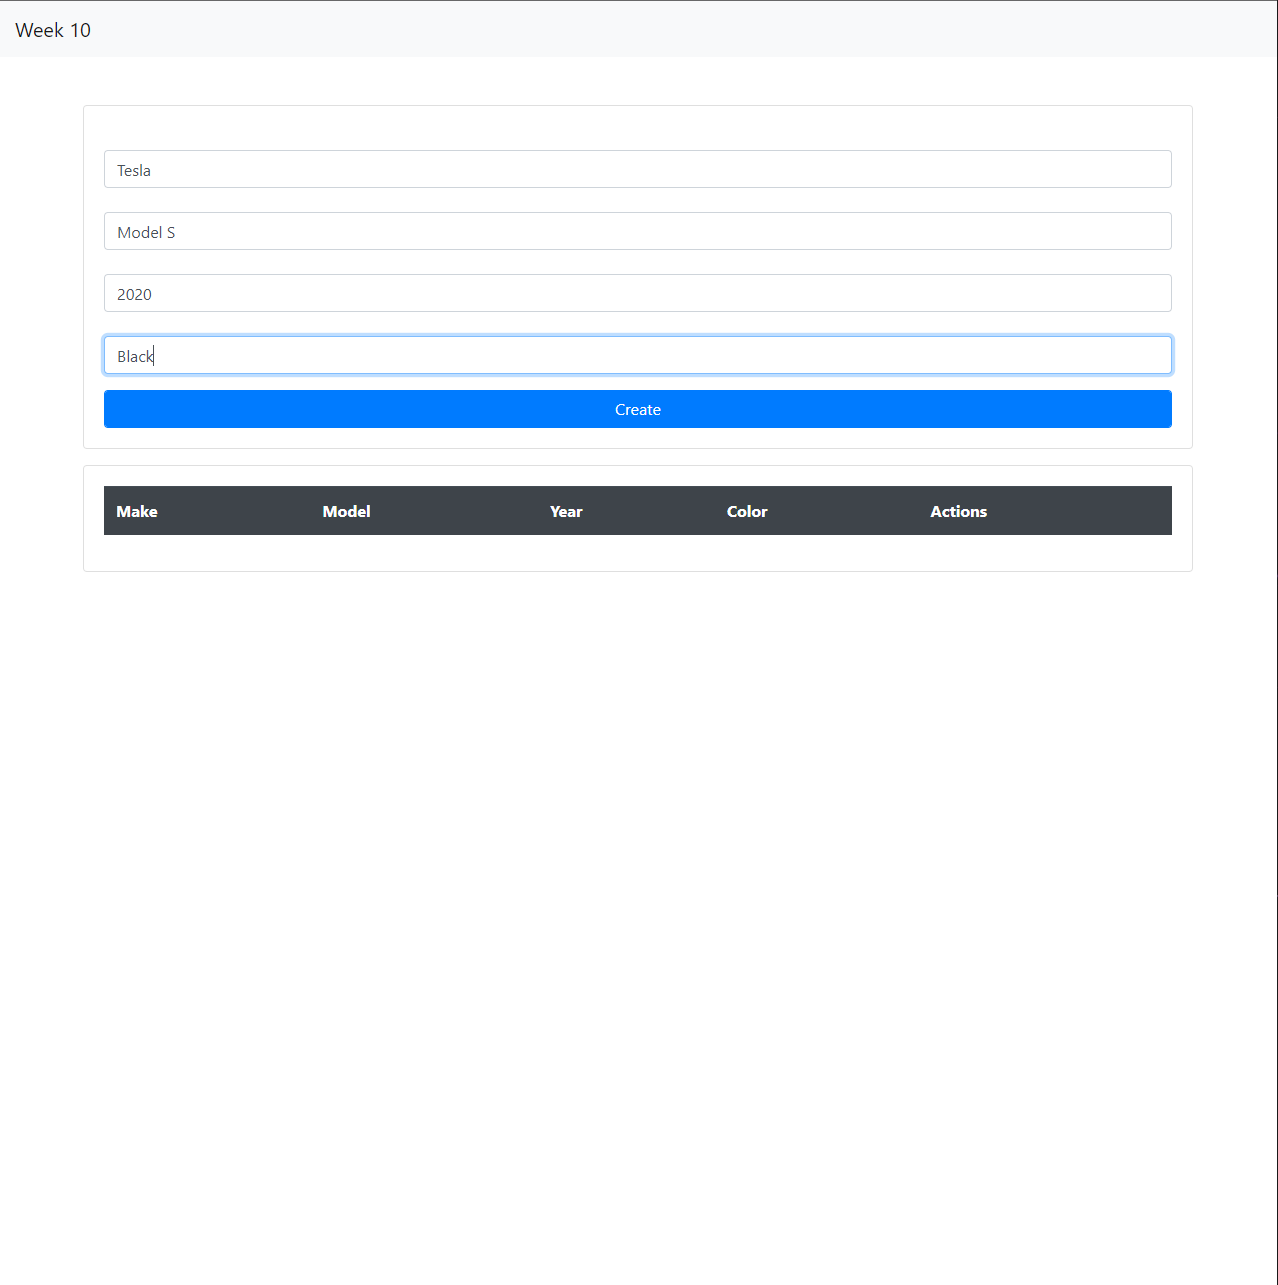 Week 10
Tesla
Model S
2020
Black
Create
Make Model Year Color Actions